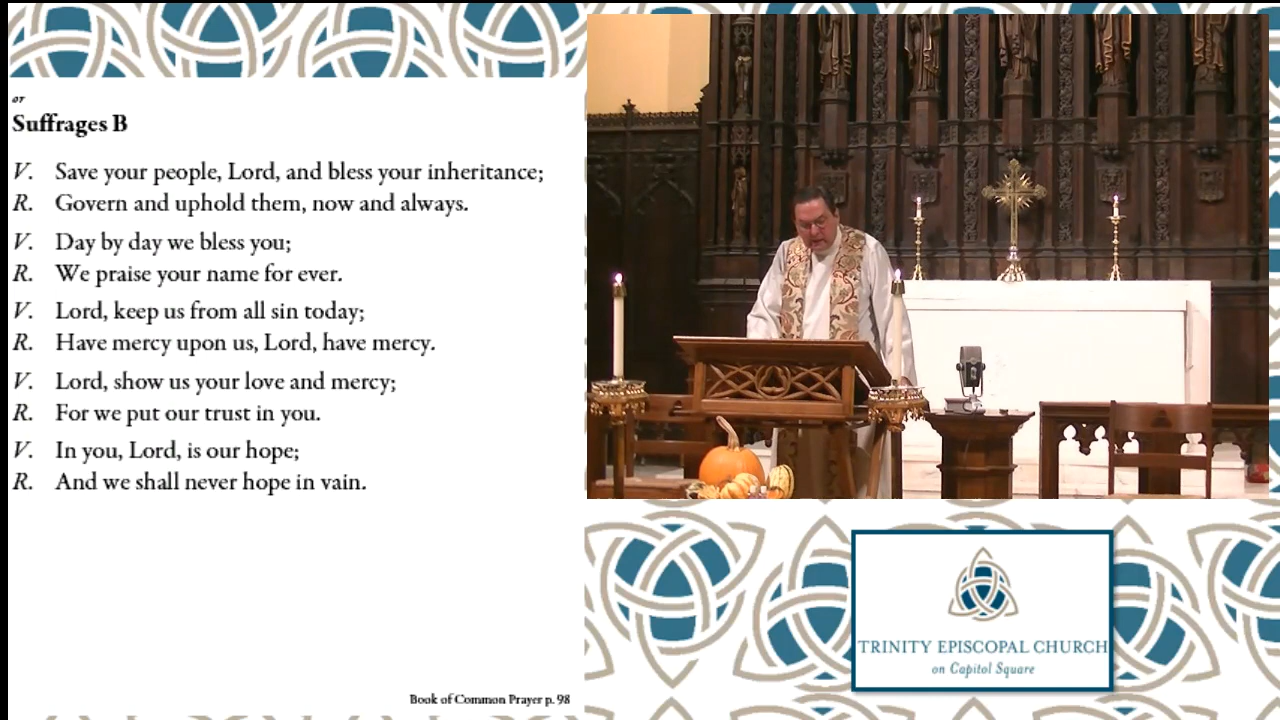 or
Suffrages B
V. Save your people, Lord, and bless your inheritance;
R. Govern and uphold them, now and always.
V. Day by day we bless you;
R. We praise your name for ever.
V. Lord, keep us from all sin today;
R. Have mercy upon us, Lord, have mercy.
V. Lord, show us your love and mercy;
R. For we put our trust in you.
V. In you, Lord, is our hope;
R. And we shall never hope in vain.
Book of Common Prayer p. 98
TRINITY EPISCOPAL CHURCH
on Capitol Square